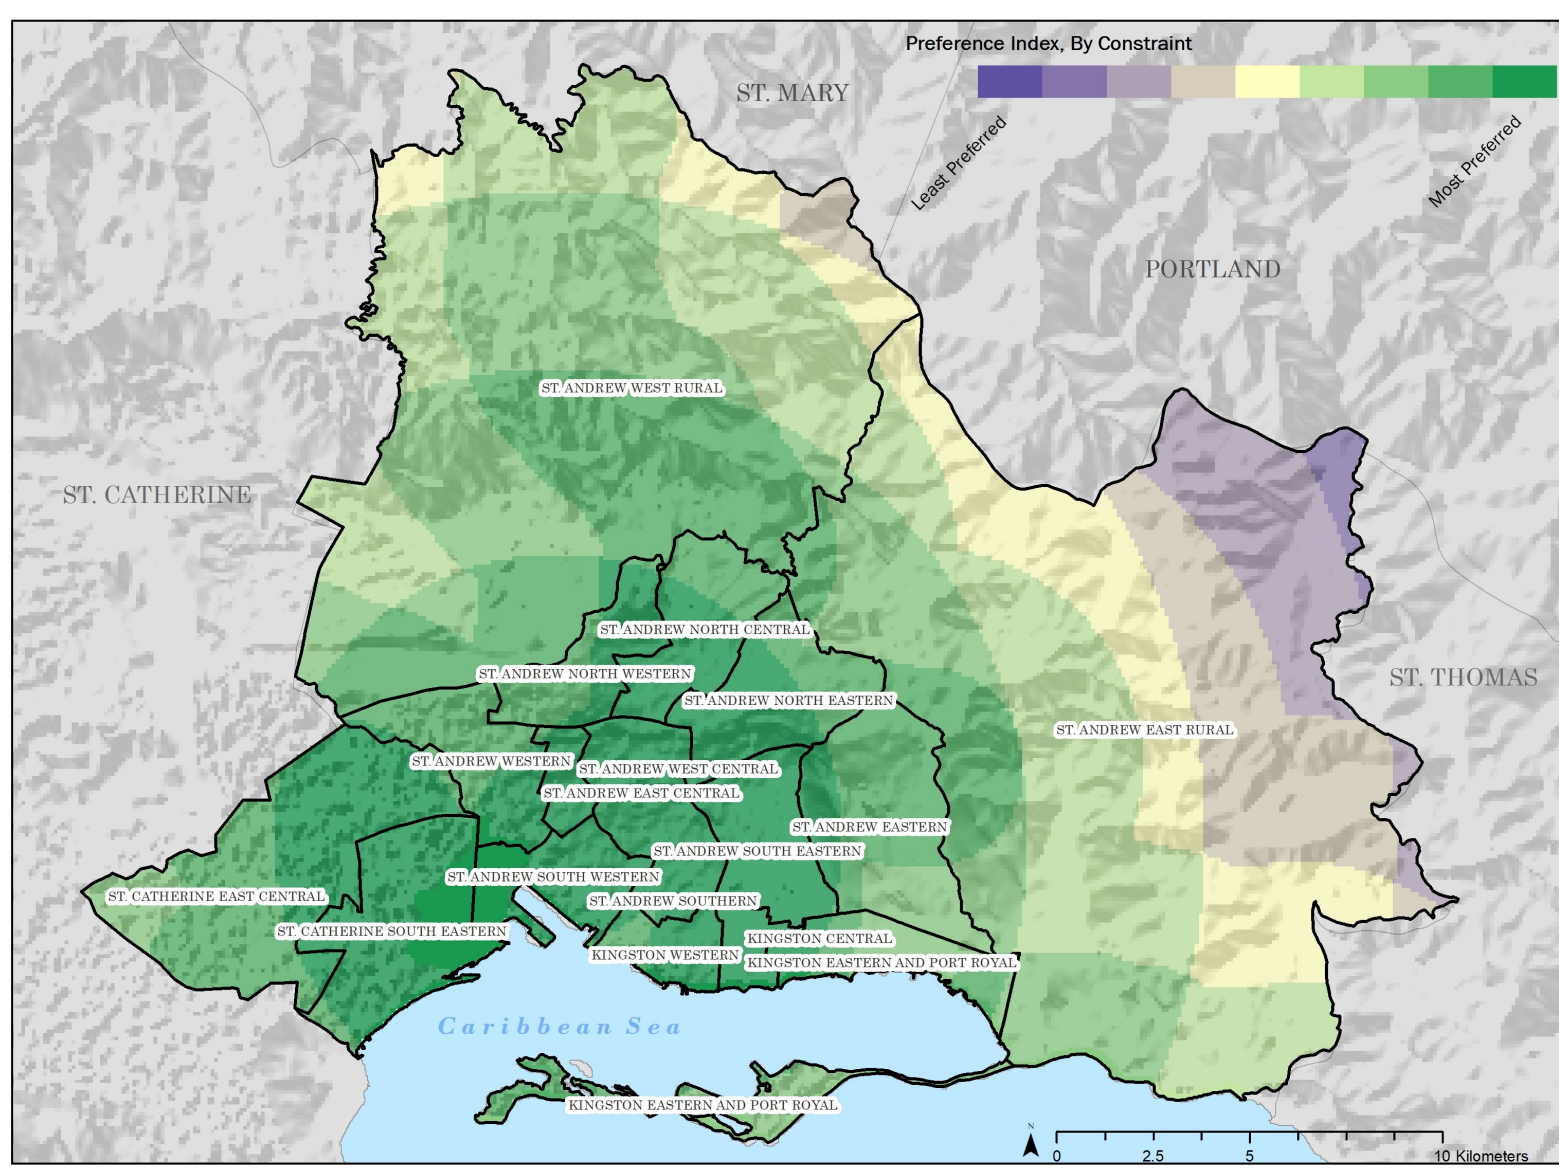 Preference Index, By Constraint
ST. MARY
Least Preferred
Most Preferred
PORTLAND
ST. ANDREW WEST RURAL
ST. CATHERINE
ST. ANDREW NORTH CENTRAL
ST. ANDREW NORTH WESTERN
ST. THOMAS
ST. ANDREW NORTH EASTERN
ST. ANDREW EAST RURAL
ST. ANDREW WESTERN
ST. ANDREW WEST CENTRAL
ST. ANDREW EAST CENTRAL
ST. ANDREW EASTERN
ST. ANDREW SOUTH EASTERN
ST. ANDREW SOUTH WESTERN
ST. CATHERINE EAST CENTRAL
ST. ANDREW SOUTHERN
ST. CATHERINE SOUTH EASTERN
KINGSTON CENTRAL
KINGSTON WESTERN
KINGSTON EASTERN AND PORT ROYAL
Caribbean Sea
KINGSTON EASTERN AND PORT ROYAL
N
0 2.5 5 10 Kilometers